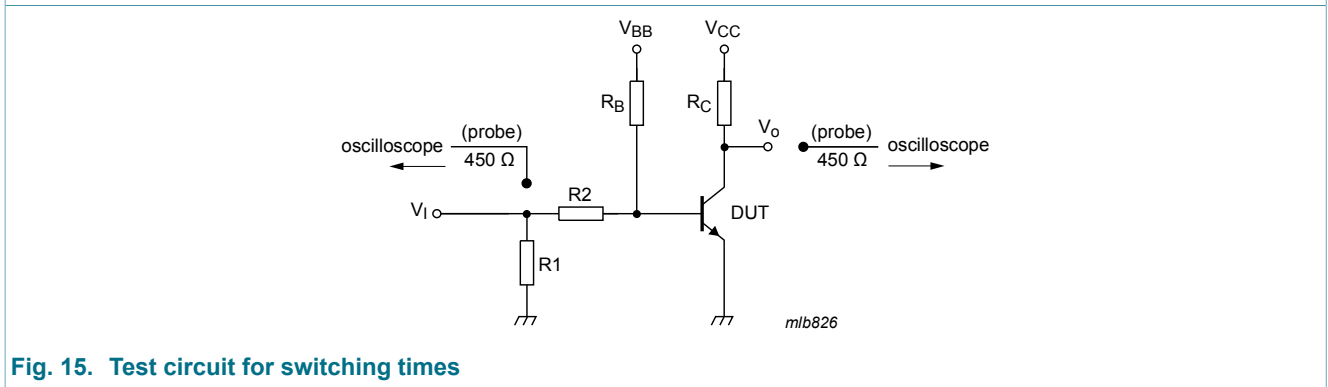 VBB
VCC
RB
RC
Vo
(probe)
oscilloscope
450 Ω
(probe)
oscilloscope
450 Ω
R2
VI
DUT
R1
mlb826
Fig. 15. Test circuit for switching times